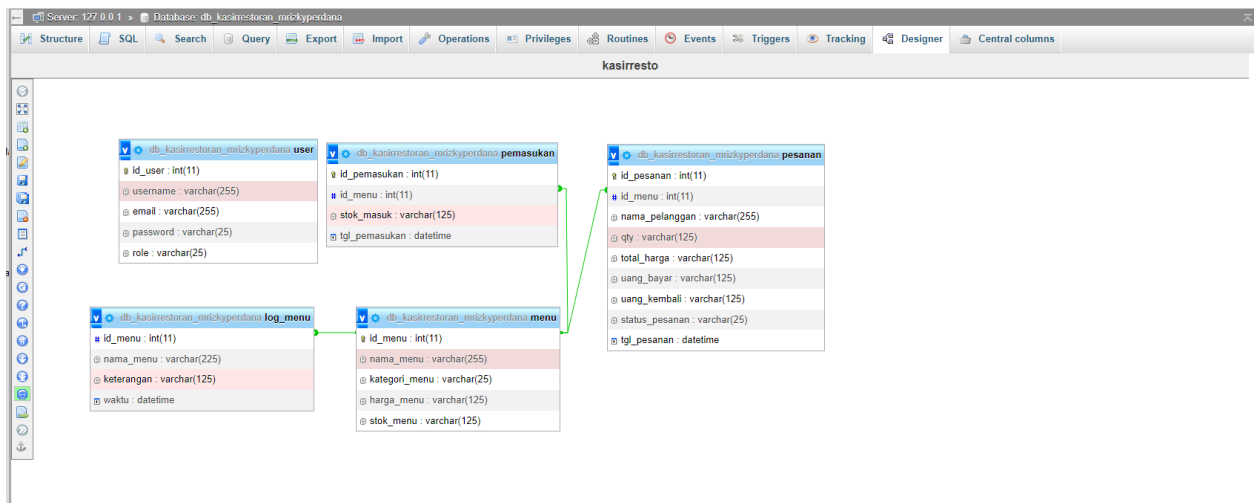 Server: 127.0.0.1 » Database: db_kasirrestoran_mrizkyperdana
Structure SQL Search Query Export Import Operations Privileges Routines Events Triggers Tracking Designer Central columns
kasirresto
db_kasirrestoran_mrizkyperdana user
id_user : int(11)
username : varchar(255)
email : varchar(255)
password : varchar(25)
role : varchar(25)
db_kasirrestoran_mrizkyperdana pemasukan
id_pemasukan : int(11)
id_menu : int(11)
stok_masuk : varchar(125)
tgl_pemasukan : datetime
db_kasirrestoran_mrizkyperdana pesanan
id_pesanan : int(11)
id_menu : int(11)
nama_pelanggan : varchar(255)
qty : varchar(125)
total_harga : varchar(125)
uang_bayar : varchar(125)
uang_kembali : varchar(125)
status_pesanan : varchar(25)
tgl_pesanan : datetime
db_kasirrestoran_mrizkyperdana log_menu
id_menu : int(11)
nama_menu : varchar(225)
keterangan : varchar(125)
waktu : datetime
db_kasirrestoran_mrizkyperdana menu
id_menu : int(11)
nama_menu : varchar(255)
kategori_menu : varchar(25)
harga_menu : varchar(125)
stok_menu : varchar(125)